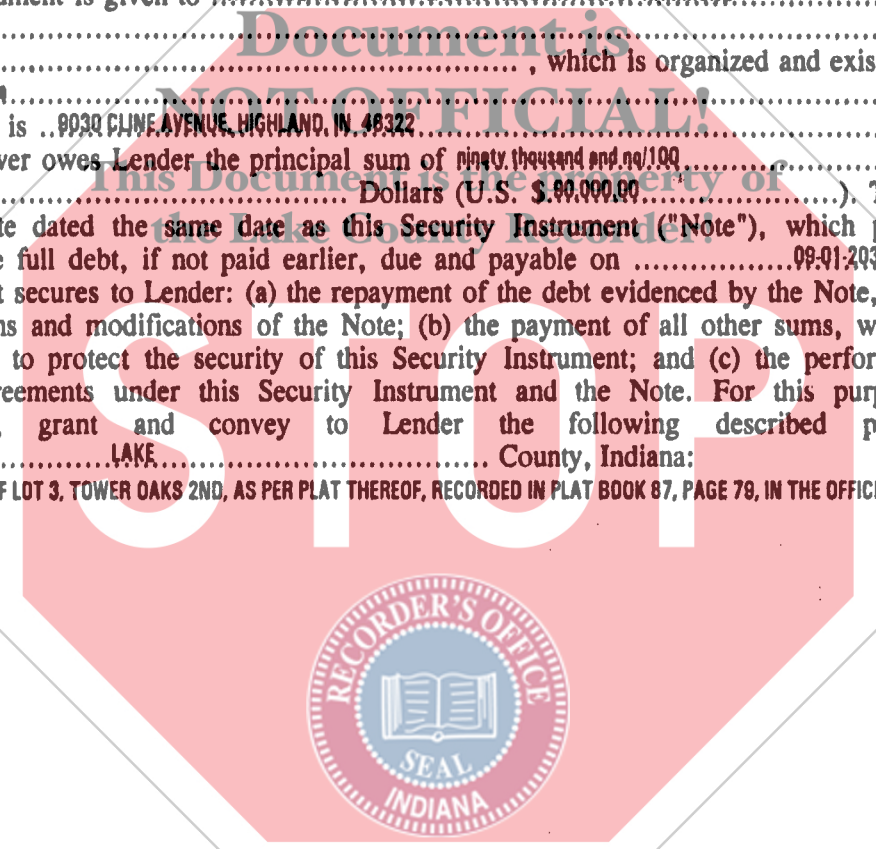 ument is given to
Document is
, which is organized and exis
NOT OFFICIAL!
is ..9030 CLINE AVENUE, HIGHLAND, IN 46322
ver owes Lender the principal sum of ninety thousand and no/100
This Document is the property of
Dollars (U.S. $.90,000.00 ). T
te dated the same date as this Security Instrument ("Note"), which p
the Lake County Recorder!
e full debt, if not paid earlier, due and payable on 09-01-203
t secures to Lender: (a) the repayment of the debt evidenced by the Note,
ns and modifications of the Note; (b) the payment of all other sums, w
to protect the security of this Security Instrument; and (c) the perfor
reements under this Security Instrument and the Note. For this purp
, grant and convey to Lender the following described p
LAKE County, Indiana:
F LOT 3, TOWER OAKS 2ND, AS PER PLAT THEREOF, RECORDED IN PLAT BOOK 87, PAGE 79, IN THE OFFIC
STOP
RECORDER'S OFFICE
SEAL
INDIANA